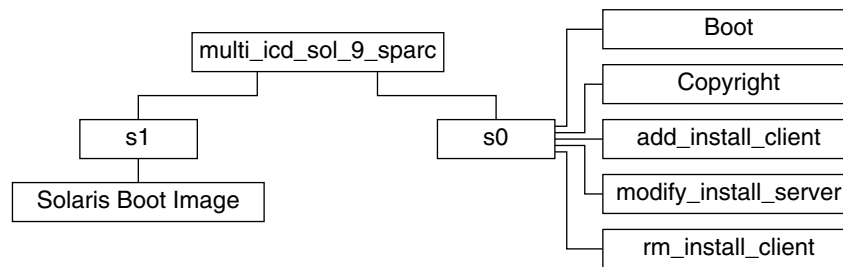 multi_icd_sol_9_sparc
s1
s0
Solaris Boot Image
Boot
Copyright
add_install_client
modify_install_server
rm_install_client